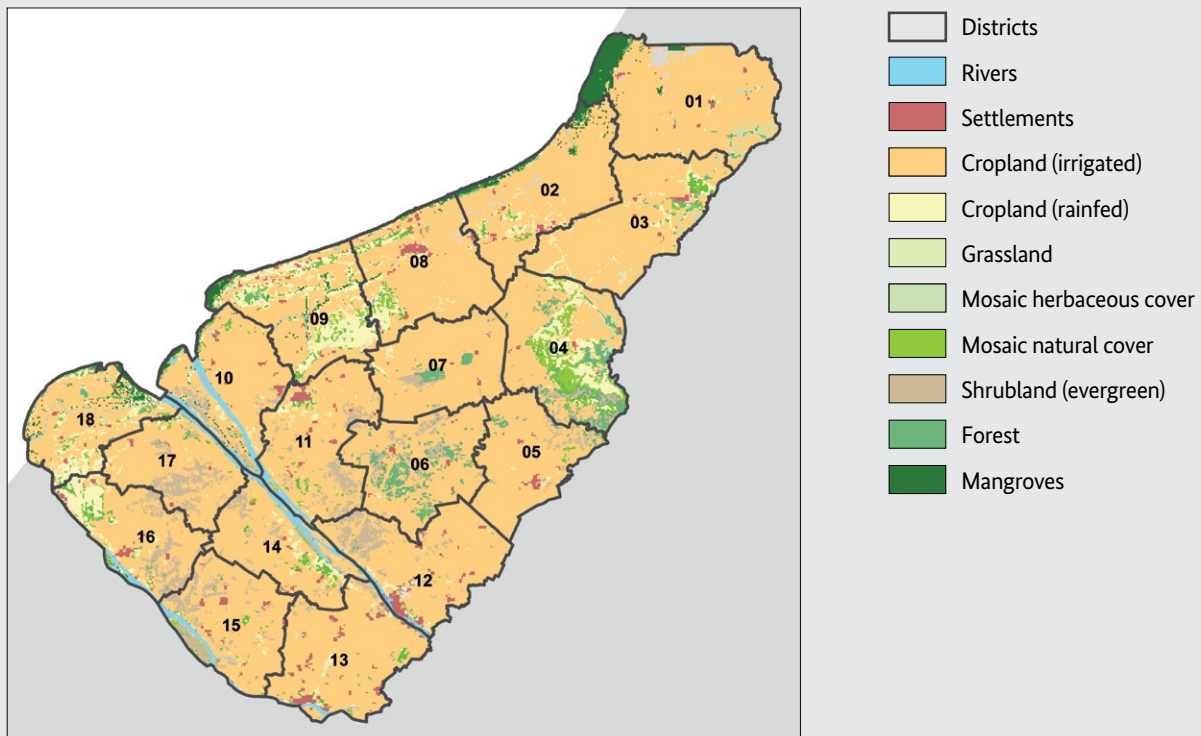 01
02
03
08
09
04
07
10
18
11
05
06
17
16
14
12
15
13
Districts
Rivers
Settlements
Cropland (irrigated)
Cropland (rainfed)
Grassland
Mosaic herbaceous cover
Mosaic natural cover
Shrubland (evergreen)
Forest
Mangroves